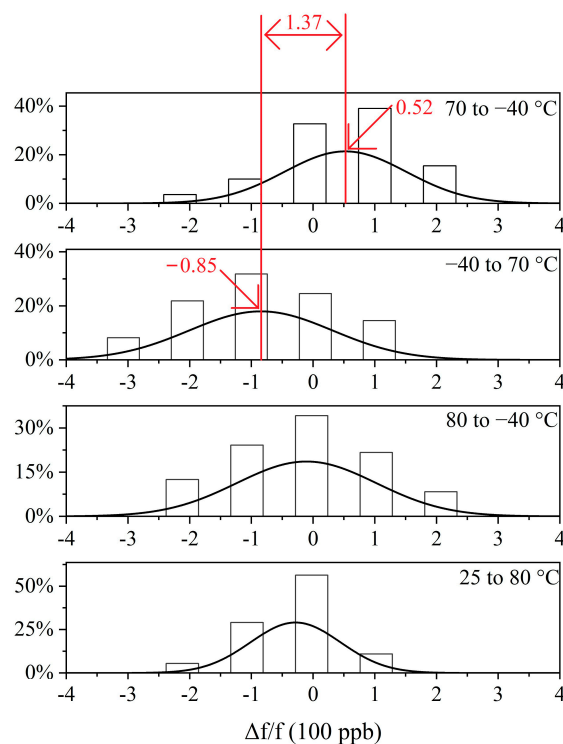 1.37
40%
20%
0%
0.52
70 to −40 °C
-4 -3 -2 -1 0 1 2 3 4
40%
20%
0%
−0.85
−40 to 70 °C
-4 -3 -2 -1 0 1 2 3 4
30%
15%
0%
80 to −40 °C
-4 -3 -2 -1 0 1 2 3 4
50%
25%
0%
25 to 80 °C
-4 -3 -2 -1 0 1 2 3 4
Δf/f (100 ppb)